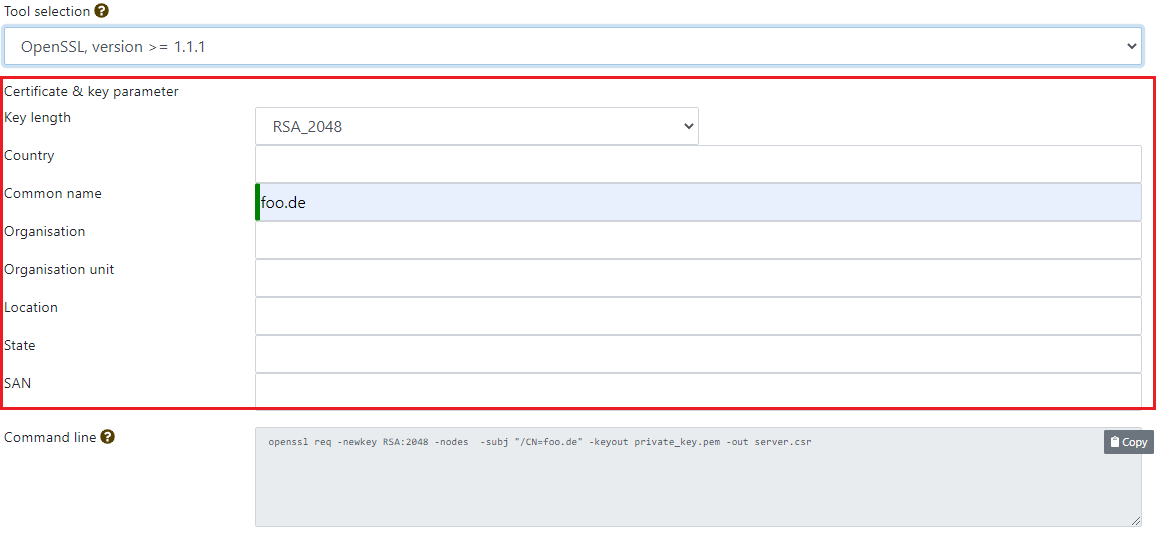 Tool selection ?
OpenSSL, version >= 1.1.1
Certificate & key parameter
Key length RSA_2048
Country
Common name foo.de
Organisation
Organisation unit
Location
State
SAN
Command line ? openssl req -newkey RSA:2048 -nodes  -subj "/CN=foo.de" -keyout private_key.pem -out server.csr Copy